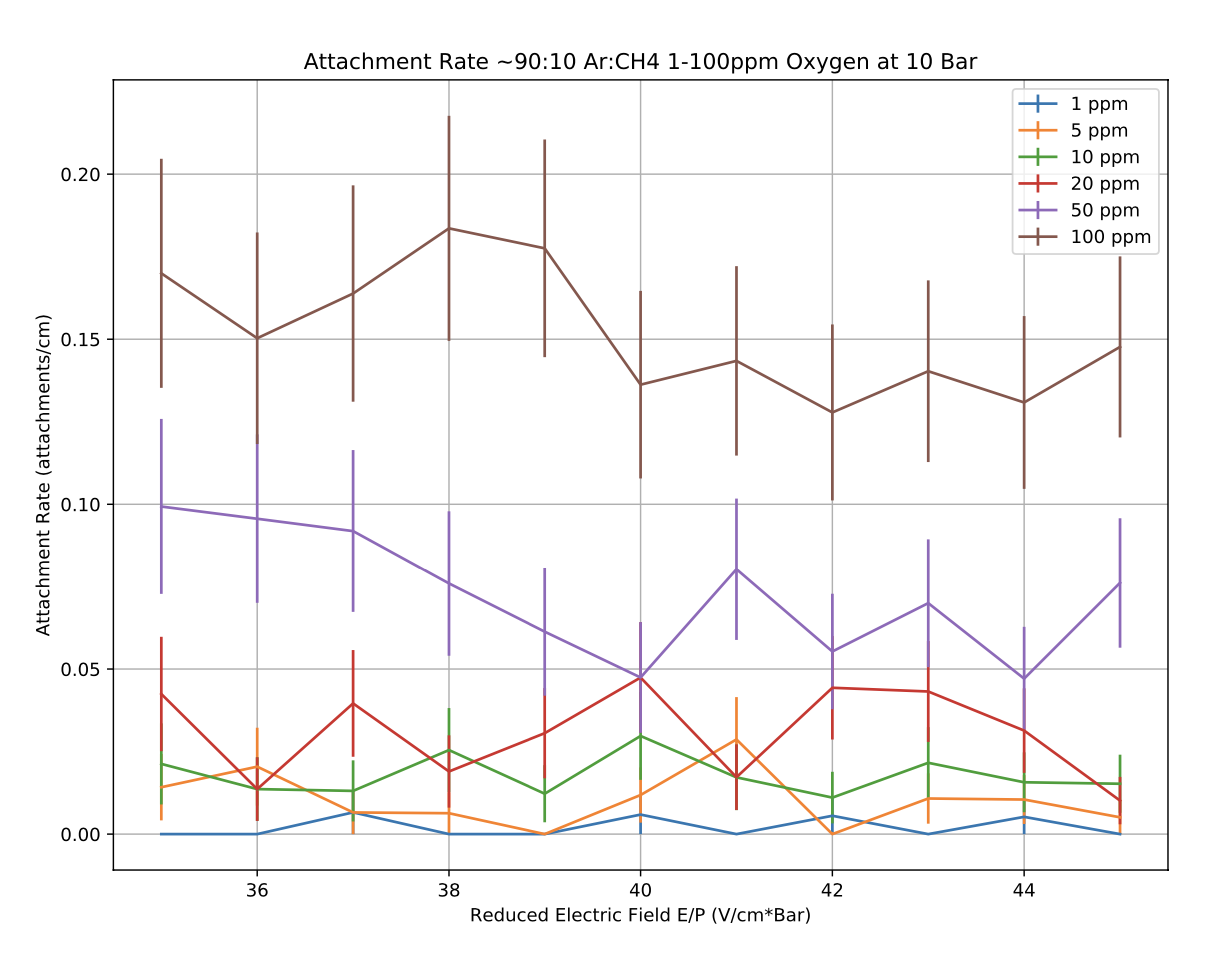 Attachment Rate ~90:10 Ar:CH4 1-100ppm Oxygen at 10 Bar
1 ppm
5 ppm
10 ppm
20 ppm
50 ppm
100 ppm
Attachment Rate (attachments/cm)
0.20
0.15
0.10
0.05
0.00
36 38 40 42 44
Reduced Electric Field E/P (V/cm*Bar)